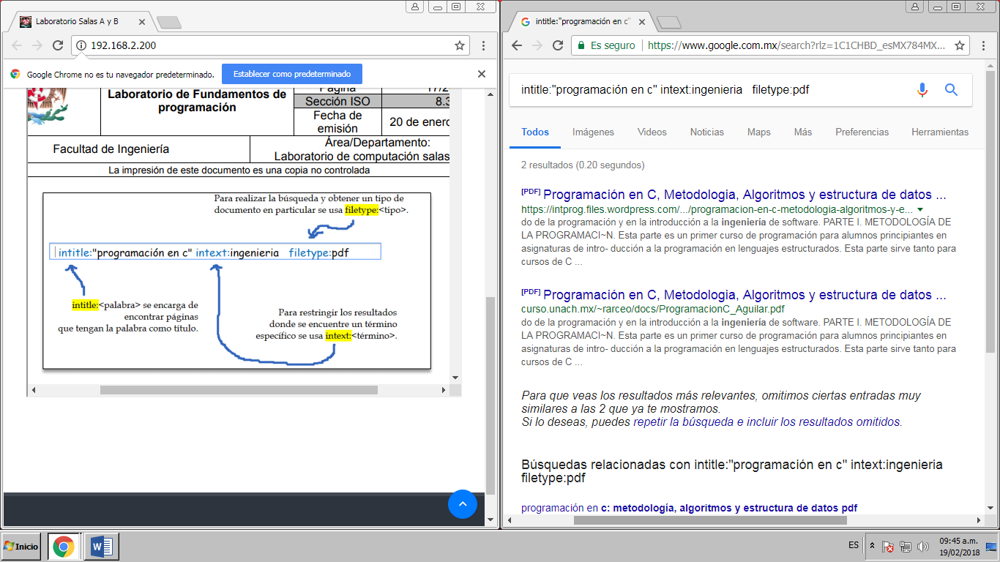 Laboratorio Salas A y B
192.168.2.200
Google Chrome no es tu navegador predeterminado. Establecer como predeterminado
Página 17/2
Laboratorio de Fundamentos de programación
Sección ISO 8.3
Fecha de emisión 20 de enero
Facultad de Ingeniería
Área/Departamento:
Laboratorio de computación salas
La impresión de este documento es una copia no controlada
Para realizar la búsqueda y obtener un tipo de
documento en particular se usa filetype:<tipo>.
intitle:"programación en c" intext:ingenieria filetype:pdf
intitle:<palabra> se encarga de
encontrar páginas
que tengan la palabra como título.
Para restringir los resultados
donde se encuentre un término
específico se usa intext:<término>.
intitle:"programación en c"
Es seguro https://www.google.com.mx/search?rlz=1C1CHBD_esMX784MX...
intitle:"programación en c" intext:ingenieria filetype:pdf
Todos Imágenes Videos Noticias Maps Más Preferencias Herramientas
2 resultados (0.20 segundos)
[PDF] Programación en C, Metodologia, Algoritmos y estructura de datos ...
https://intprog.files.wordpress.com/.../programacion-en-c-metodologia-algoritmos-y-e...
do de la programación y en la introducción a la ingeniería de software. PARTE I. METODOLOGÍA DE
LA PROGRAMACI~N. Esta parte es un primer curso de programación para alumnos principiantes en
asignaturas de intro- ducción a la programación en lenguajes estructurados. Esta parte sirve tanto para
cursos de C ...
[PDF] Programación en C, Metodologia, Algoritmos y estructura de datos ...
curso.unach.mx/~rarceo/docs/ProgramacionC_Aguilar.pdf
do de la programación y en la introducción a la ingeniería de software. PARTE I. METODOLOGÍA DE
LA PROGRAMACI~N. Esta parte es un primer curso de programación para alumnos principiantes en
asignaturas de intro- ducción a la programación en lenguajes estructurados. Esta parte sirve tanto para
cursos de C ...
Para que veas los resultados más relevantes, omitimos ciertas entradas muy
similares a las 2 que ya te mostramos.
Si lo deseas, puedes repetir la búsqueda e incluir los resultados omitidos.
Búsquedas relacionadas con intitle:"programación en c" intext:ingenieria
filetype:pdf
programación en c: metodología, algoritmos y estructura de datos pdf
Inicio
ES
09:45 a.m.
19/02/2018